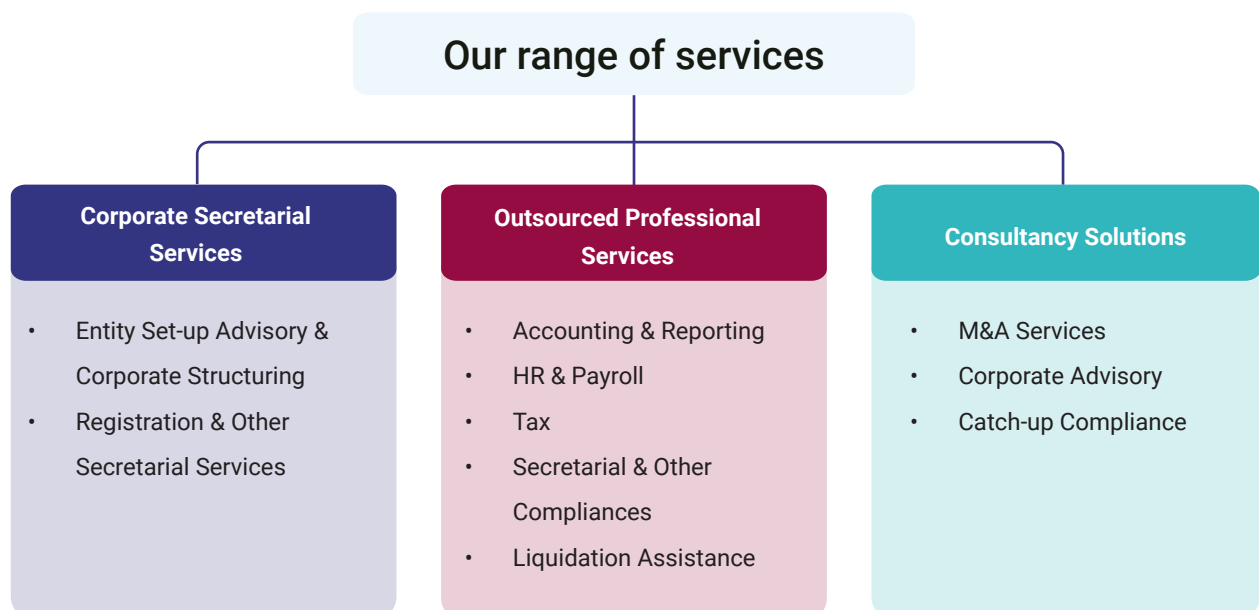 Our range of services
Corporate Secretarial
Services
• Entity Set-up Advisory &
Corporate Structuring
• Registration & Other
Secretarial Services
Outsourced Professional
Services
• Accounting & Reporting
• HR & Payroll
• Tax
• Secretarial & Other
Compliances
• Liquidation Assistance
Consultancy Solutions
• M&A Services
• Corporate Advisory
• Catch-up Compliance